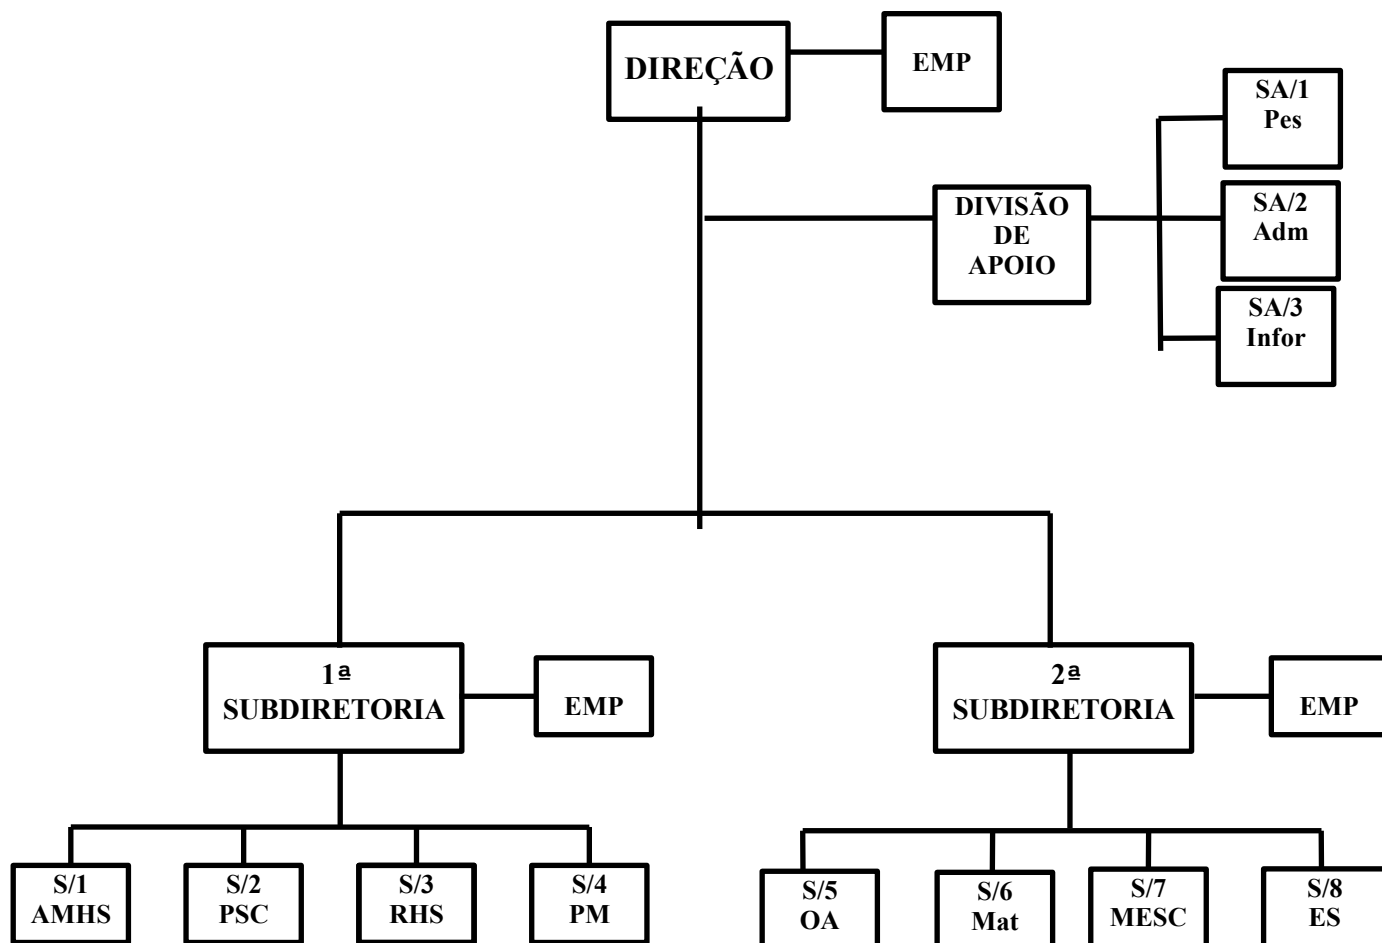 DIREÇÃO
EMP
SA/1
Pes
DIVISÃO
DE
APOIO
SA/2
Adm
SA/3
Infor
1ª
SUBDIRETORIA
EMP
2ª
SUBDIRETORIA
EMP
S/1
AMHS
S/2
PSC
S/3
RHS
S/4
PM
S/5
OA
S/6
Mat
S/7
MESC
S/8
ES